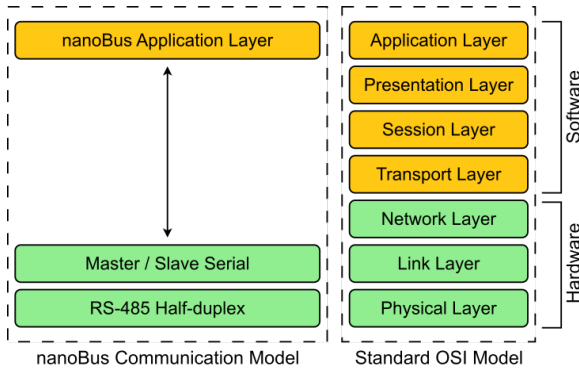 nanoBus Application Layer
Master / Slave Serial
RS-485 Half-duplex
nanoBus Communication Model
Application Layer
Presentation Layer
Session Layer
Transport Layer
Network Layer
Link Layer
Physical Layer
Standard OSI Model
Software
Hardware